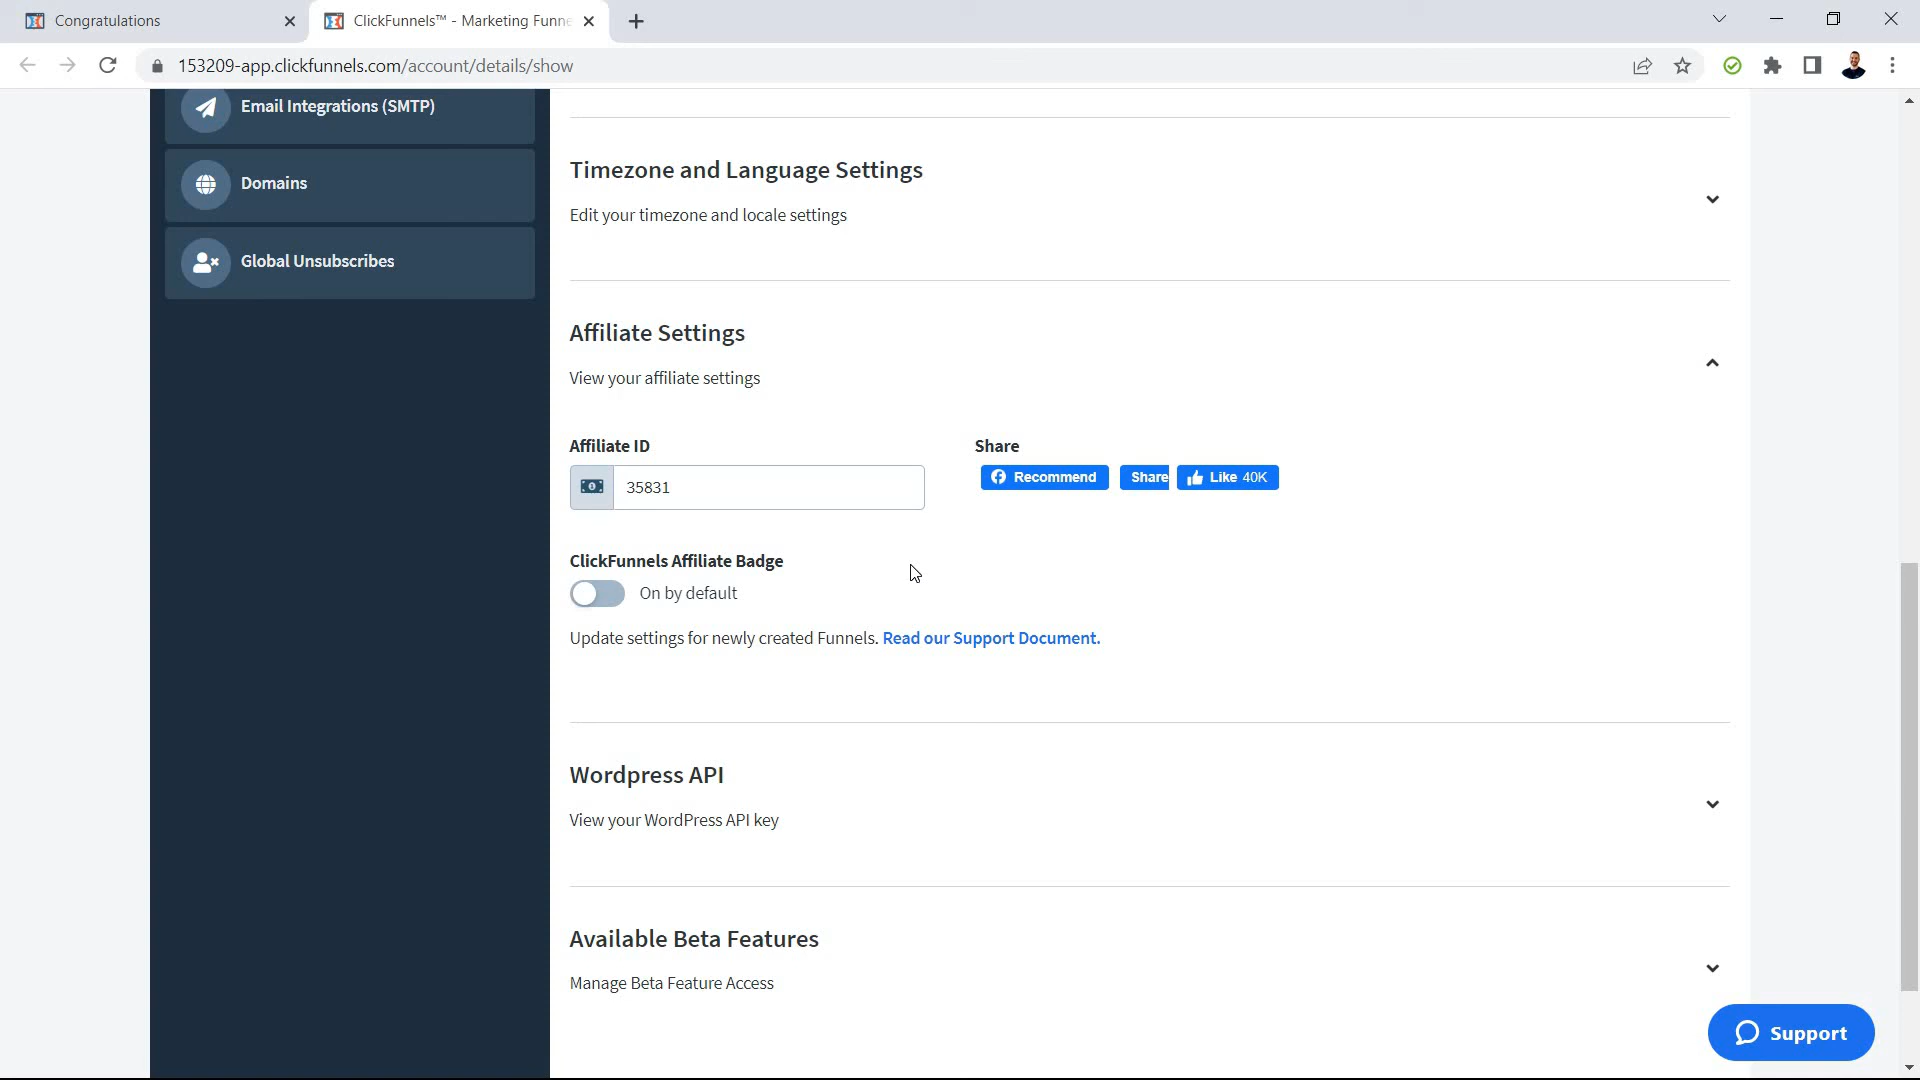 Congratulations
ClickFunnels™ - Marketing Funne
153209-app.clickfunnels.com/account/details/show
Email Integrations (SMTP)
Domains
Global Unsubscribes
Timezone and Language Settings
Edit your timezone and locale settings
Affiliate Settings
View your affiliate settings
Affiliate ID
35831
Share
Recommend
Share
Like 40K
ClickFunnels Affiliate Badge
On by default
Update settings for newly created Funnels. Read our Support Document.
Wordpress API
View your WordPress API key
Available Beta Features
Manage Beta Feature Access
Support